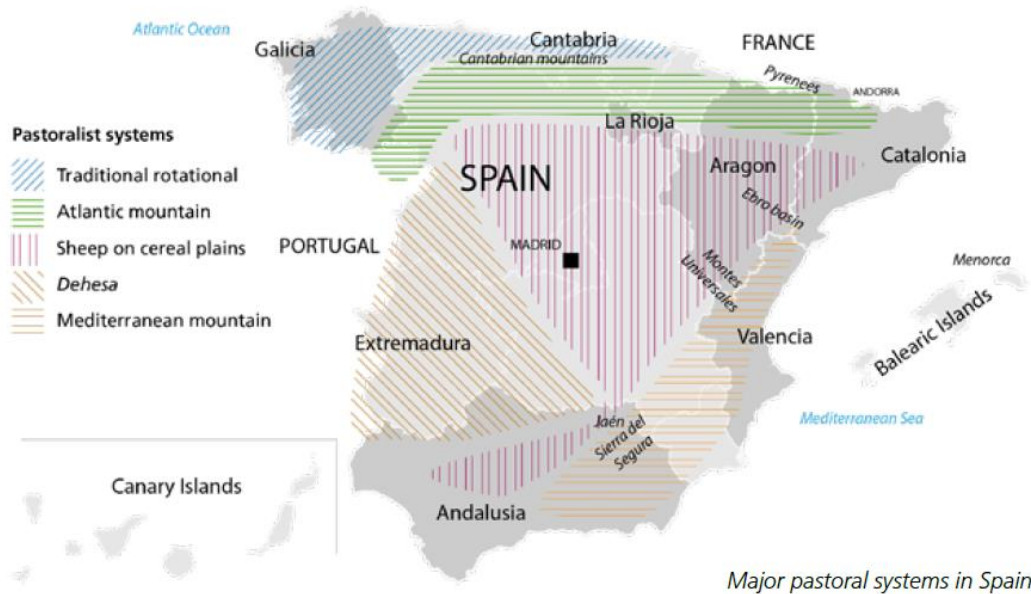 Atlantic Ocean
Galicia
Cantabria
Cantabrian mountains
FRANCE
Pyrenees
ANDORRA
Pastoralist systems
Traditional rotational
Atlantic mountain
Sheep on cereal plains
Dehesa
Mediterranean mountain
La Rioja
SPAIN
Aragon
Catalonia
Ebro basin
PORTUGAL
MADRID
Montes
Universales
Menorca
Balearic Islands
Extremadura
Valencia
Mediterranean Sea
Jaén
Sierra del
Segura
Canary Islands
Andalusia
Major pastoral systems in Spain